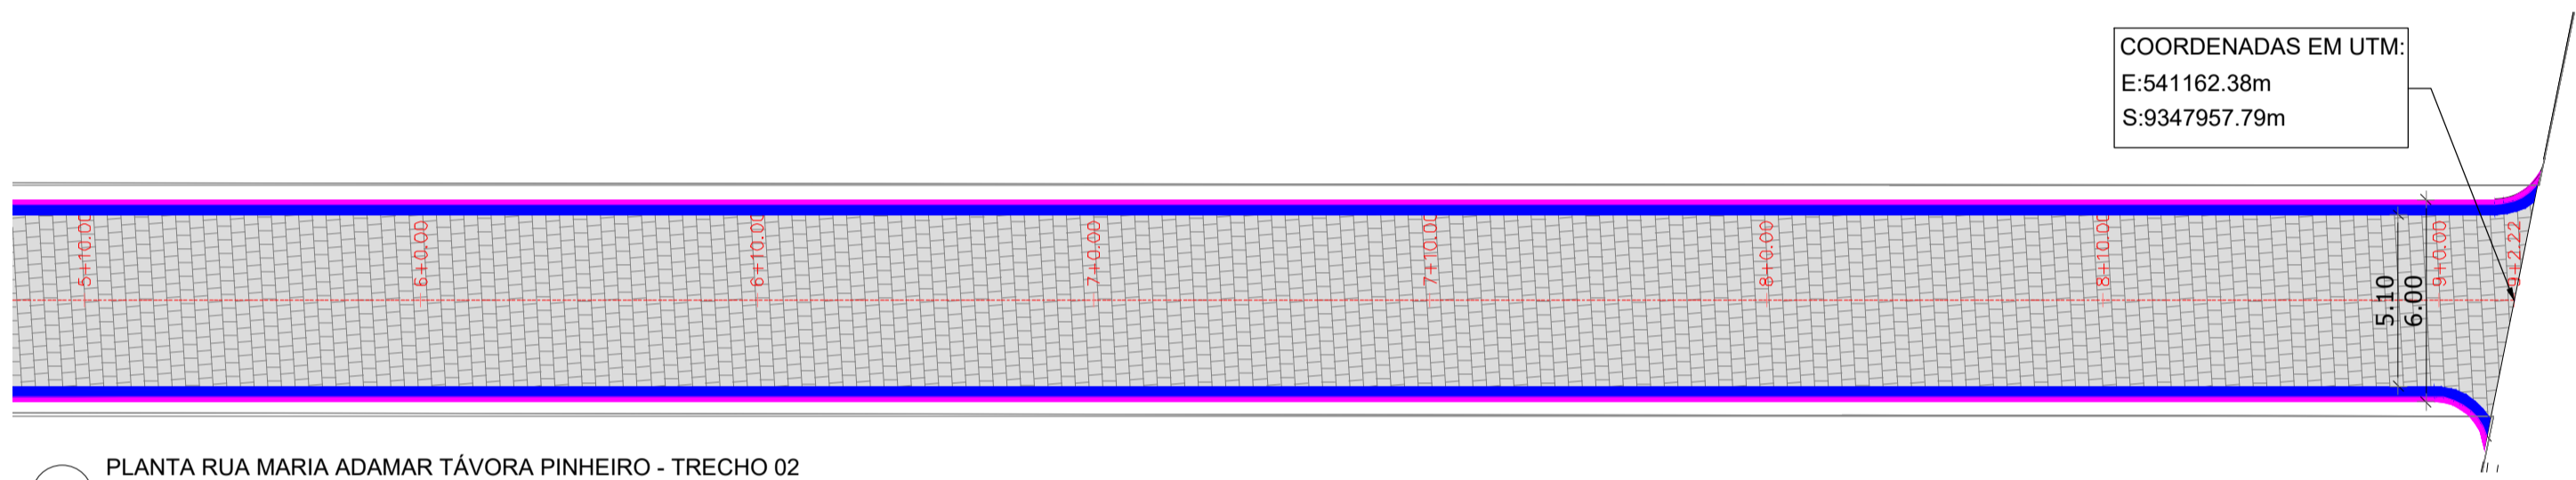 COORDENADAS EM UTM:
E:541162.38m
S:9347957.79m
5+10.00
6+0.00
6+10.00
7+0.00
7+10.00
8+0.00
8+10.00
9+0.00
9+2.22
5.10
6.00
PLANTA RUA MARIA ADAMAR TÁVORA PINHEIRO - TRECHO 02